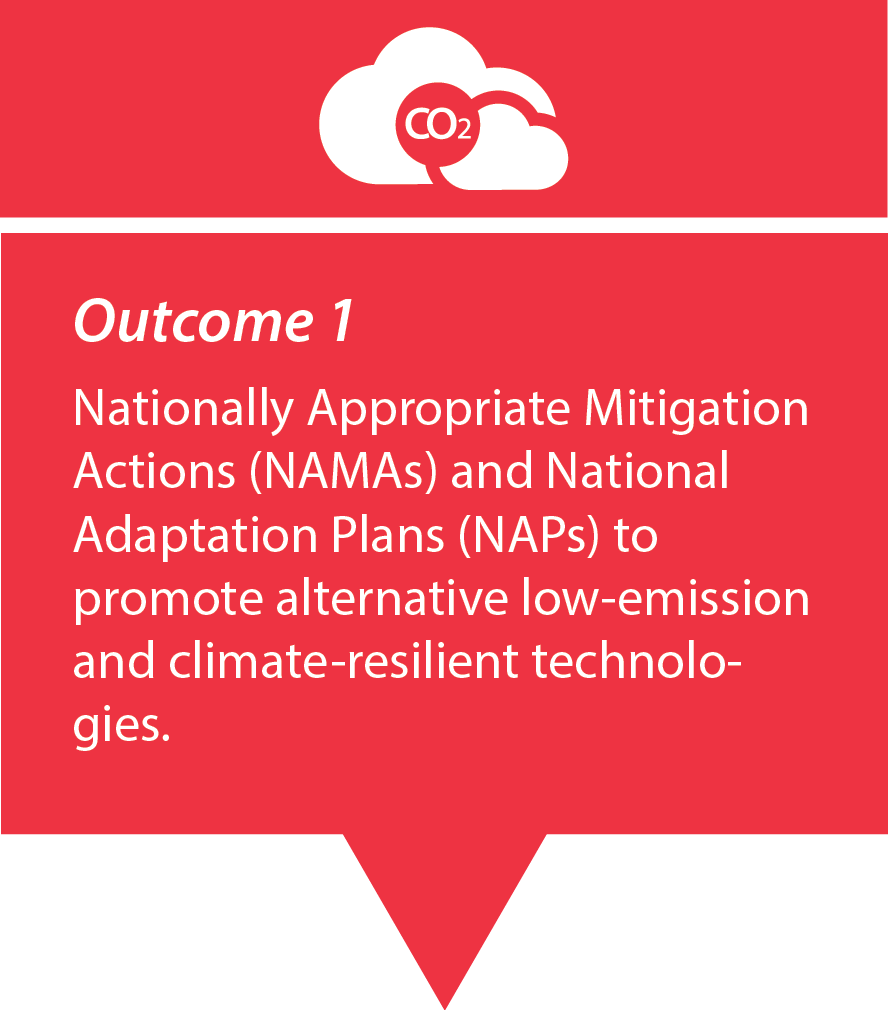 CO2
Outcome 1
Nationally Appropriate Mitigation
Actions (NAMAs) and National
Adaptation Plans (NAPs) to
promote alternative low-emission
and climate-resilient technolo-
gies.